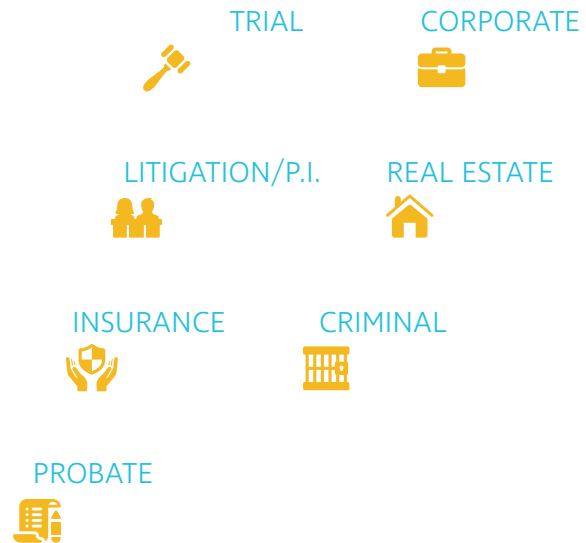 TRIAL CORPORATE
LITIGATION/P.I. REAL ESTATE
INSURANCE CRIMINAL
PROBATE